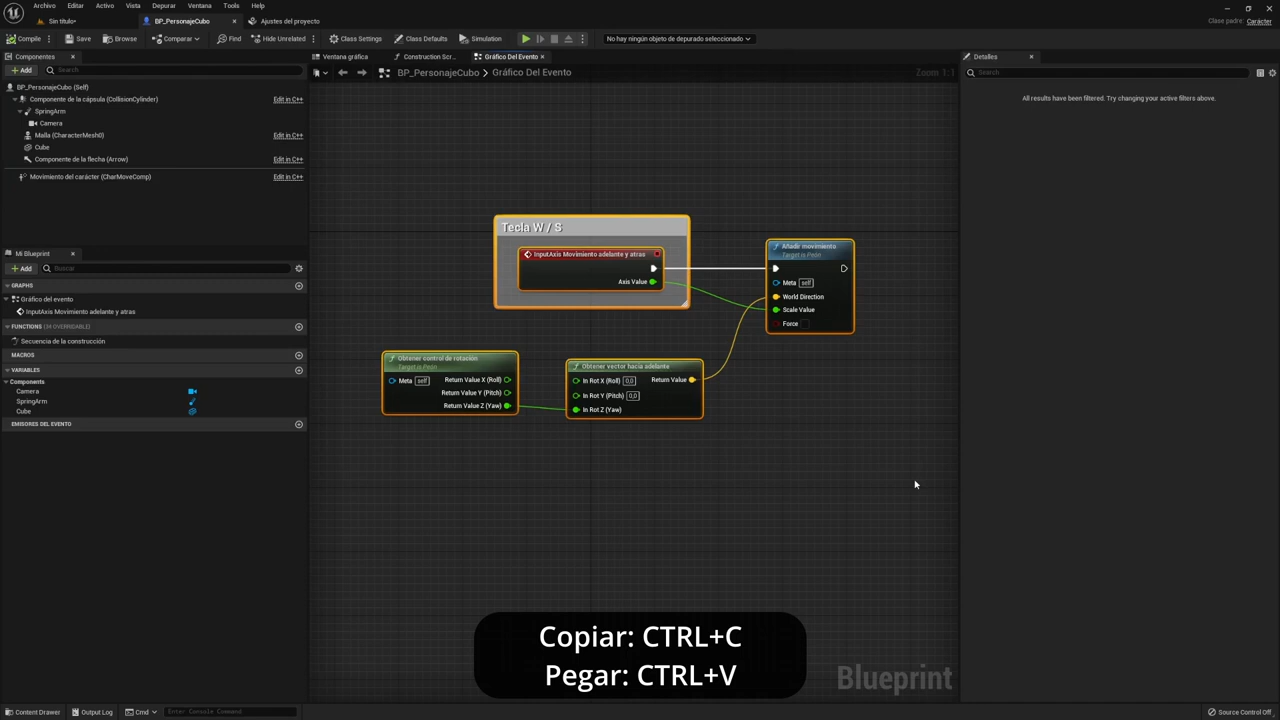 Archivo Editar Activo Vista Depurar Ventana Tools Help
Sin título* BP_PersonajeCubo Ajustes del proyecto
Clase padre: Carácter
Compile Save Browse Comparar Find Hide Unrelated Class Settings Class Defaults Simulation No hay ningún objeto de depurado seleccionado
Componentes
Add Search
BP_PersonajeCubo (Self)
Componente de la cápsula (CollisionCylinder) Edit in C++
SpringArm
Camera
Malla (CharacterMesh0) Edit in C++
Cube
Componente de la flecha (Arrow) Edit in C++
Movimiento del carácter (CharMoveComp) Edit in C++
Mi Blueprint
Add Buscar
GRAPHS
Gráfico del evento
InputAxis Movimiento adelante y atras
FUNCTIONS (34 OVERRIDABLE)
Secuencia de la construcción
MACROS
VARIABLES
Components
Camera
SpringArm
Cube
EMISORES DEL EVENTO
Ventana gráfica Construction Scr... Gráfico Del Evento
BP_PersonajeCubo > Gráfico Del Evento Zoom 1:1
Tecla W / S
InputAxis Movimiento adelante y atras
Axis Value
Añadir movimiento
Target is Peón
Meta self
World Direction
Scale Value
Force
Obtener control de rotación
Target is Peón
Meta self Return Value X (Roll)
Return Value Y (Pitch)
Return Value Z (Yaw)
Obtener vector hacia adelante
In Rot X (Roll) 0,0 Return Value
In Rot Y (Pitch) 0,0
In Rot Z (Yaw)
Copiar: CTRL+C
Pegar: CTRL+V
Blueprint
Detalles
Search
All results have been filtered. Try changing your active filters above.
Content Drawer Output Log Cmd Enter Console Command Source Control Off